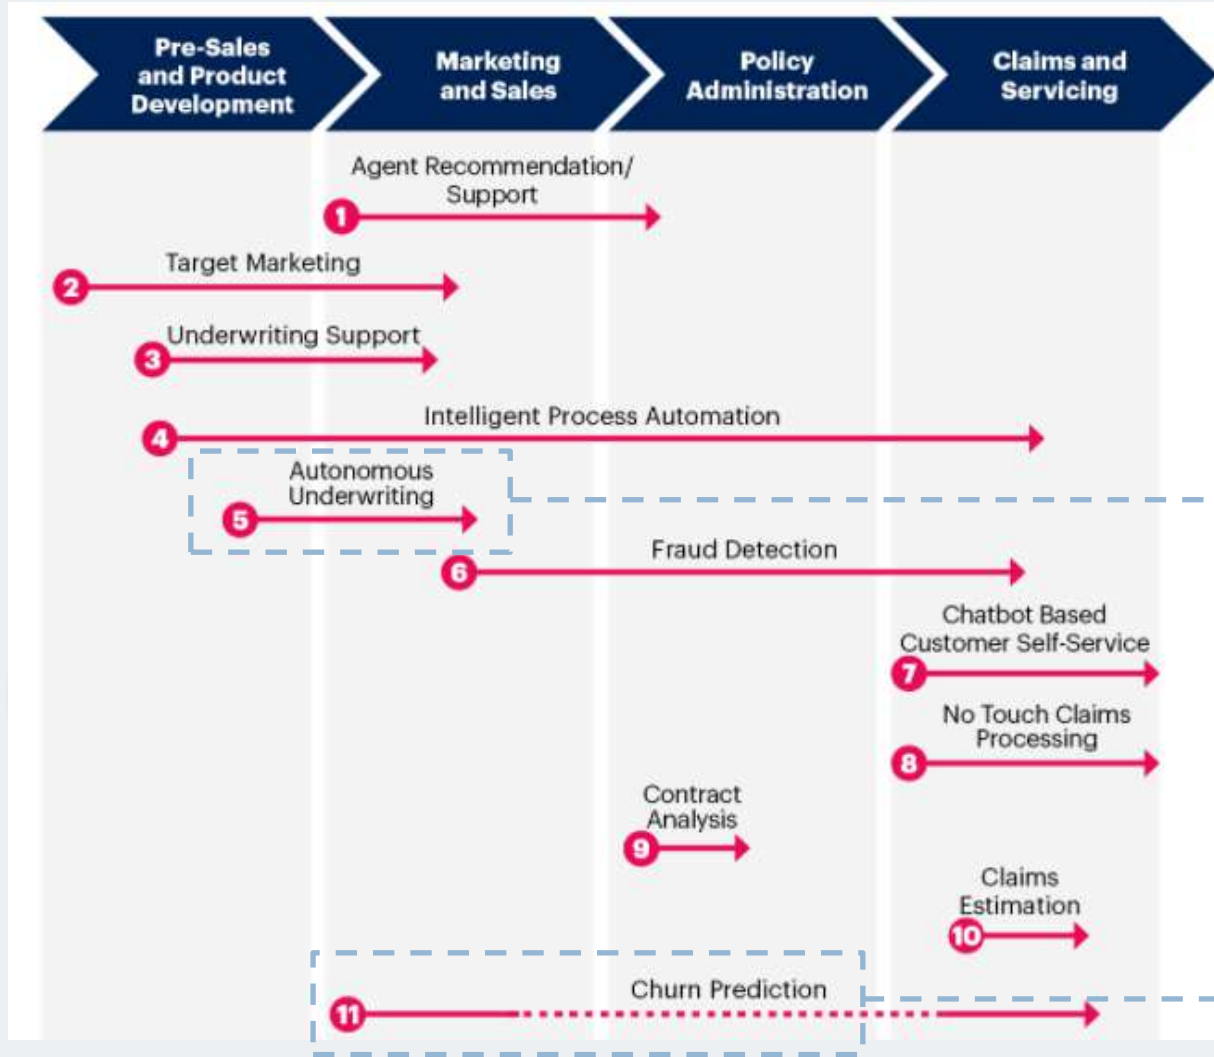 Pre-Sales
and Product
Development
Marketing
and Sales
Policy
Administration
Claims and
Servicing
Agent Recommendation/
Support
1
Target Marketing
2
Underwriting Support
3
Intelligent Process Automation
4
Autonomous
Underwriting
5
Fraud Detection
6
Chatbot Based
Customer Self-Service
7
No Touch Claims
Processing
8
Contract
Analysis
9
Claims
Estimation
10
Churn Prediction
11